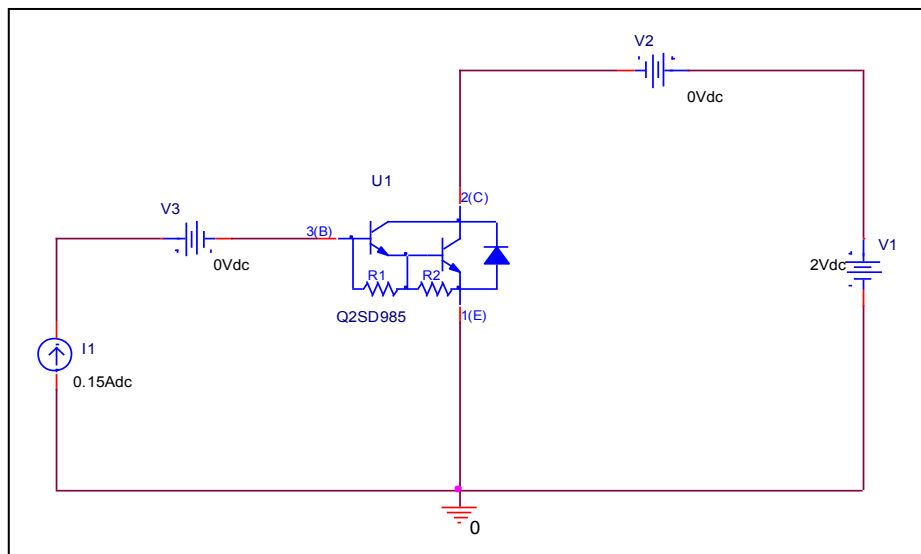 V2
0Vdc
U1
2(C)
V3
3(B)
0Vdc
V1
2Vdc
R1
R2
Q2SD985
1(E)
I1
0.15Adc
0